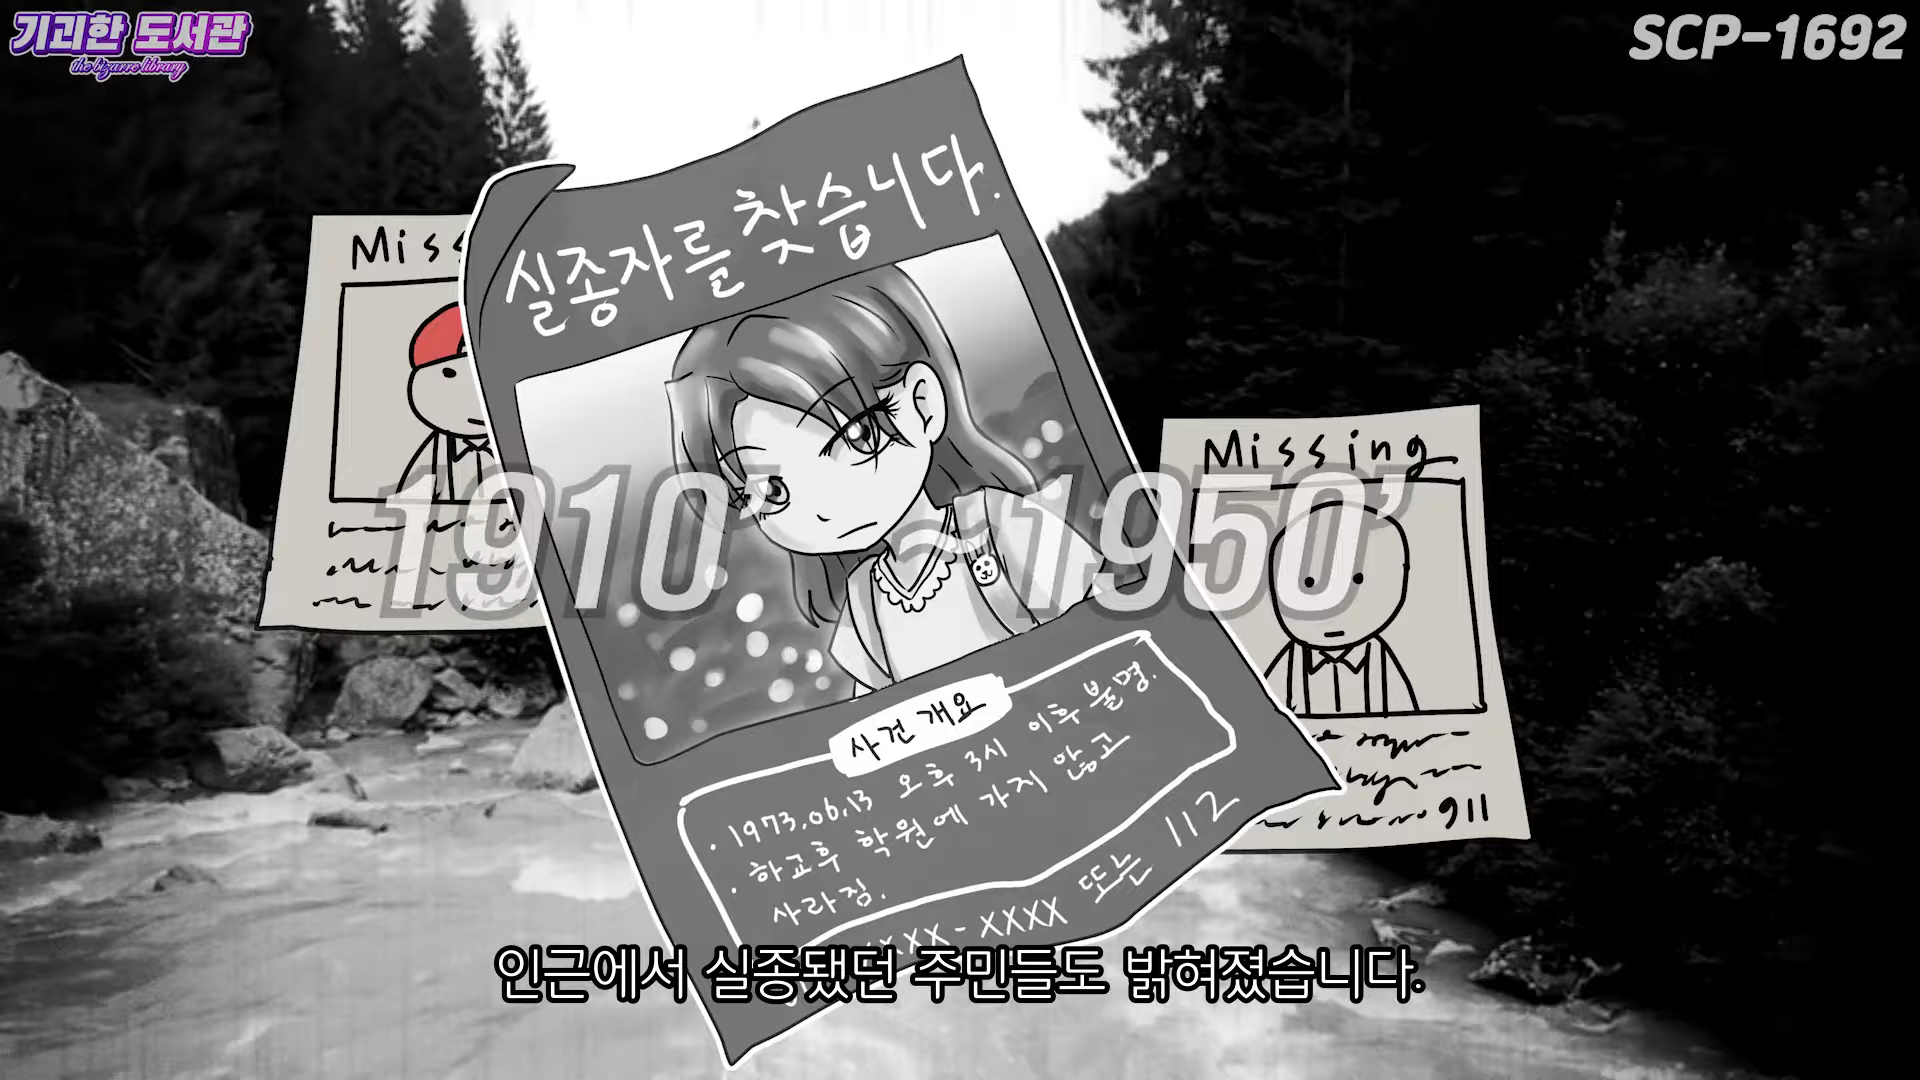 기괴한 도서관
the bizarre library
SCP-1692
Miss
실종자를 찾습니다.
Missing
1910' ~ 1950'
사건 개요
. 1973.06.13 오후 3시 이후 불명.
. 하교후 학원에 가지 않고
사라짐.
XXX - XXXX 또는 112
911
인근에서 실종됐던 주민들도 밝혀졌습니다.